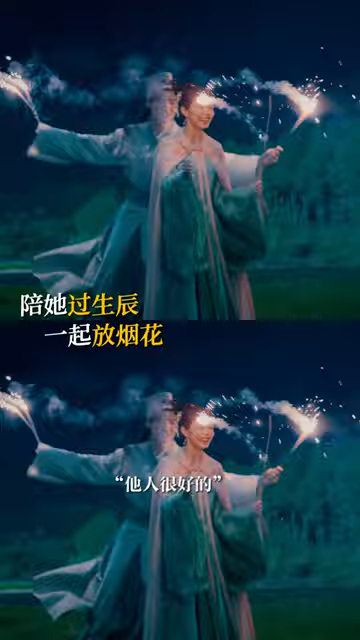 陪她过生辰
一起放烟花
“他人很好的”